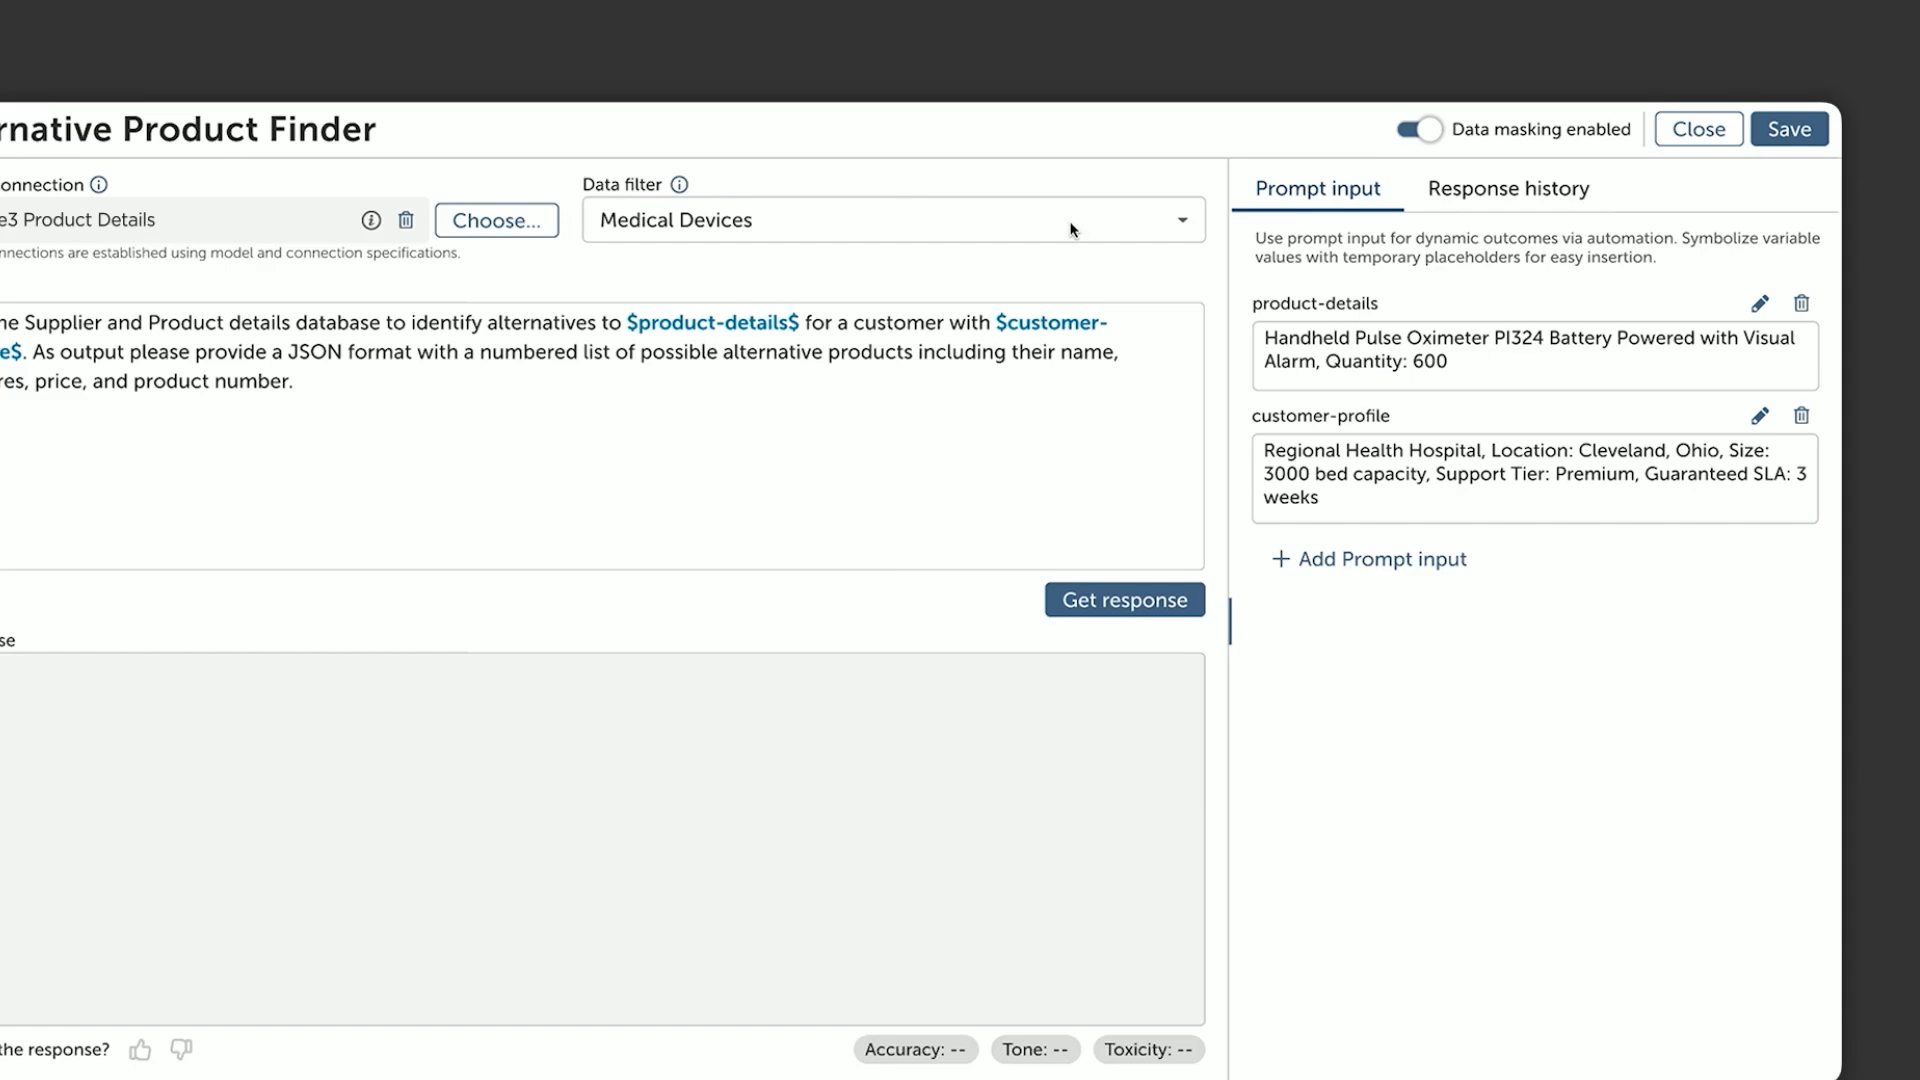 rnative Product Finder
Data masking enabled
Close
Save
onnection
Data filter
e3 Product Details
Choose...
Medical Devices
nnections are established using model and connection specifications.
he Supplier and Product details database to identify alternatives to $product-details$ for a customer with $customer-
e$. As output please provide a JSON format with a numbered list of possible alternative products including their name,
res, price, and product number.
Get response
se
the response?
Accuracy: --
Tone: --
Toxicity: --
Prompt input
Response history
Use prompt input for dynamic outcomes via automation. Symbolize variable
values with temporary placeholders for easy insertion.
product-details
Handheld Pulse Oximeter PI324 Battery Powered with Visual
Alarm, Quantity: 600
customer-profile
Regional Health Hospital, Location: Cleveland, Ohio, Size:
3000 bed capacity, Support Tier: Premium, Guaranteed SLA: 3
weeks
+ Add Prompt input